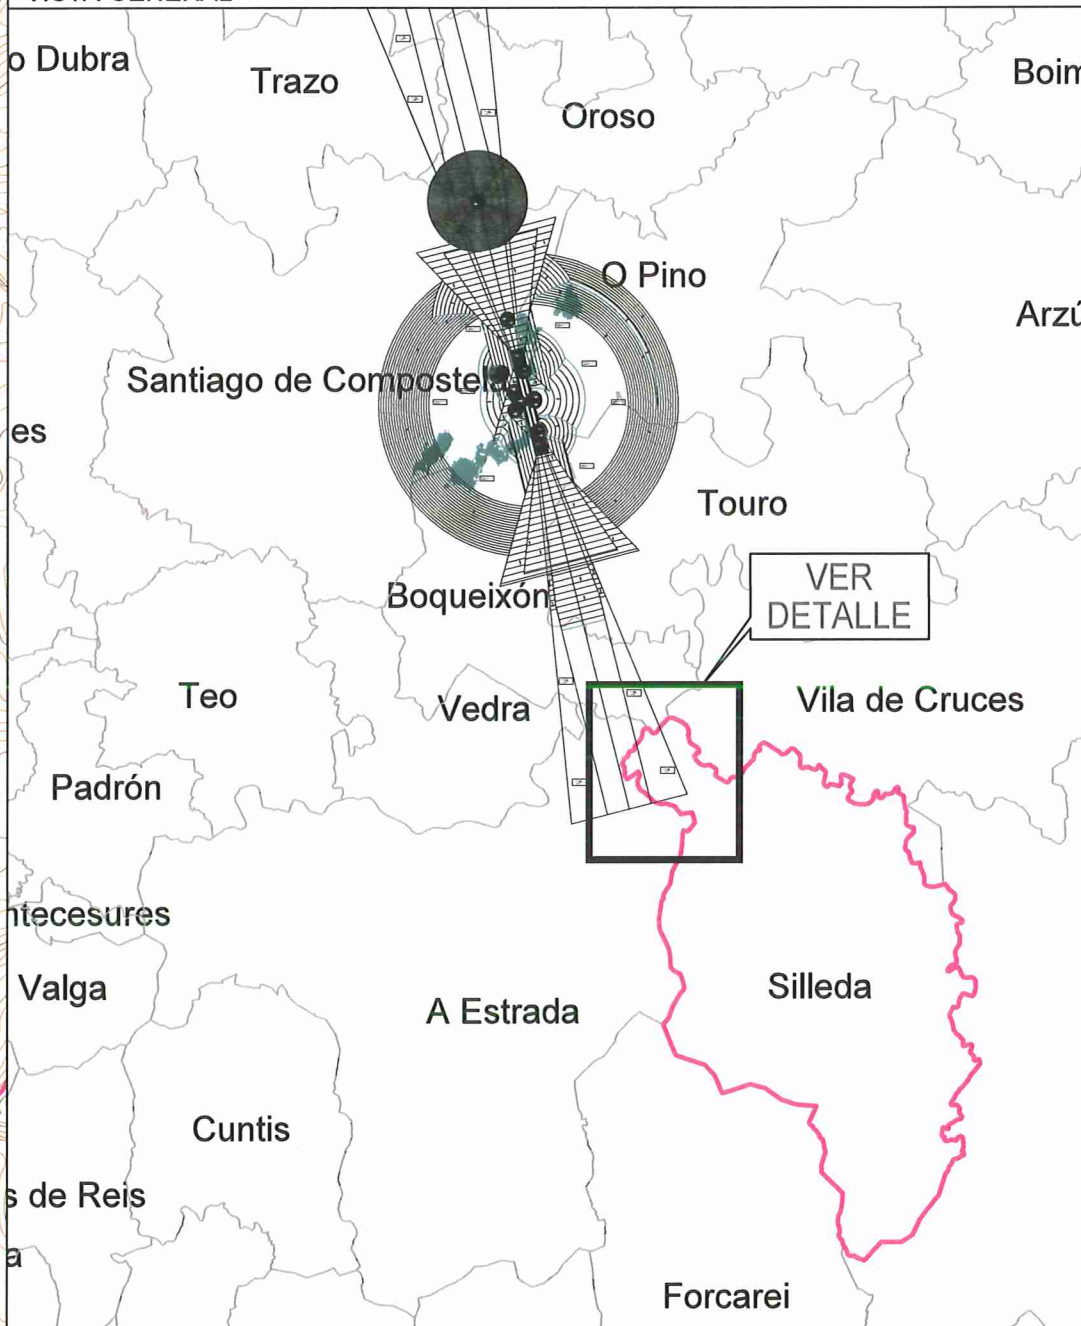 o Dubra
Trazo
Boim
Oroso
O Pino
Arzú
Santiago de Compostela
es
Touro
VER
DETALLE
Boqueixón
Teo
Vedra
Vila de Cruces
Padrón
ntecesures
Valga
Silleda
A Estrada
Cuntis
s de Reis
a
Forcarei